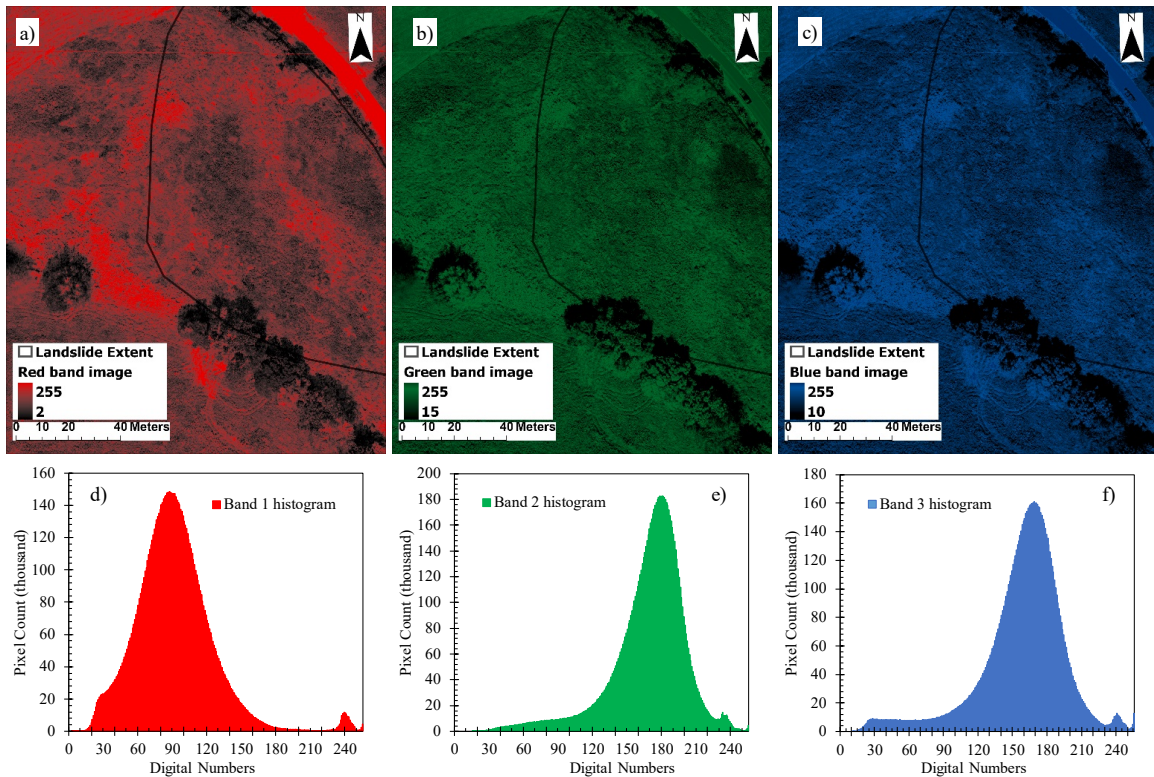 a)
N
Landslide Extent
Red band image
255
2
0 10 20 40 Meters
b)
N
Landslide Extent
Green band image
255
15
0 10 20 40 Meters
c)
N
Landslide Extent
Blue band image
255
10
0 10 20 40 Meters
d)
Band 1 histogram
Pixel Count (thousand)
160
140
120
100
80
60
40
20
0
0 30 60 90 120 150 180 210 240
Digital Numbers
e)
Band 2 histogram
Pixel Count (thousand)
200
180
160
140
120
100
80
60
40
20
0
0 30 60 90 120 150 180 210 240
Digital Numbers
f)
Band 3 histogram
Pixel Count (thousand)
180
160
140
120
100
80
60
40
20
0
0 30 60 90 120 150 180 210 240
Digital Numbers